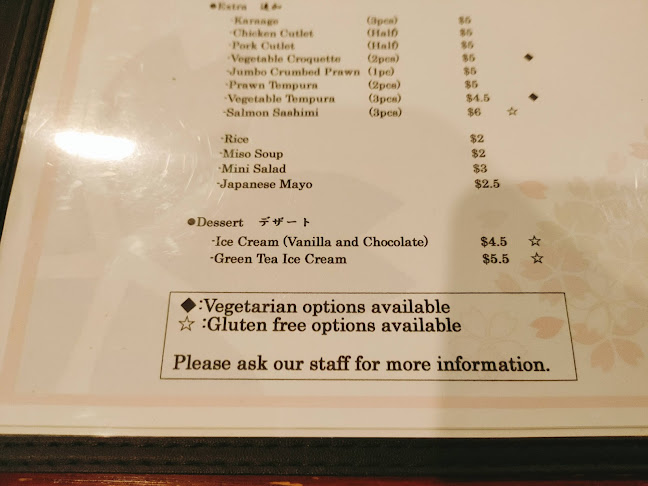 ●Extra 追加
-Karaage (3pcs) $5
-Chicken Cutlet (Half) $5
-Pork Cutlet (Half) $5
-Vegetable Croquette (2pcs) $5 ◆
-Jumbo Crumbed Prawn (1pc) $5
-Prawn Tempura (2pcs) $5
-Vegetable Tempura (3pcs) $4.5 ◆
-Salmon Sashimi (3pcs) $6 ☆
-Rice $2
-Miso Soup $2
-Mini Salad $3
-Japanese Mayo $2.5
●Dessert デザート
-Ice Cream (Vanilla and Chocolate) $4.5 ☆
-Green Tea Ice Cream $5.5 ☆
◆:Vegetarian options available
☆:Gluten free options available
Please ask our staff for more information.